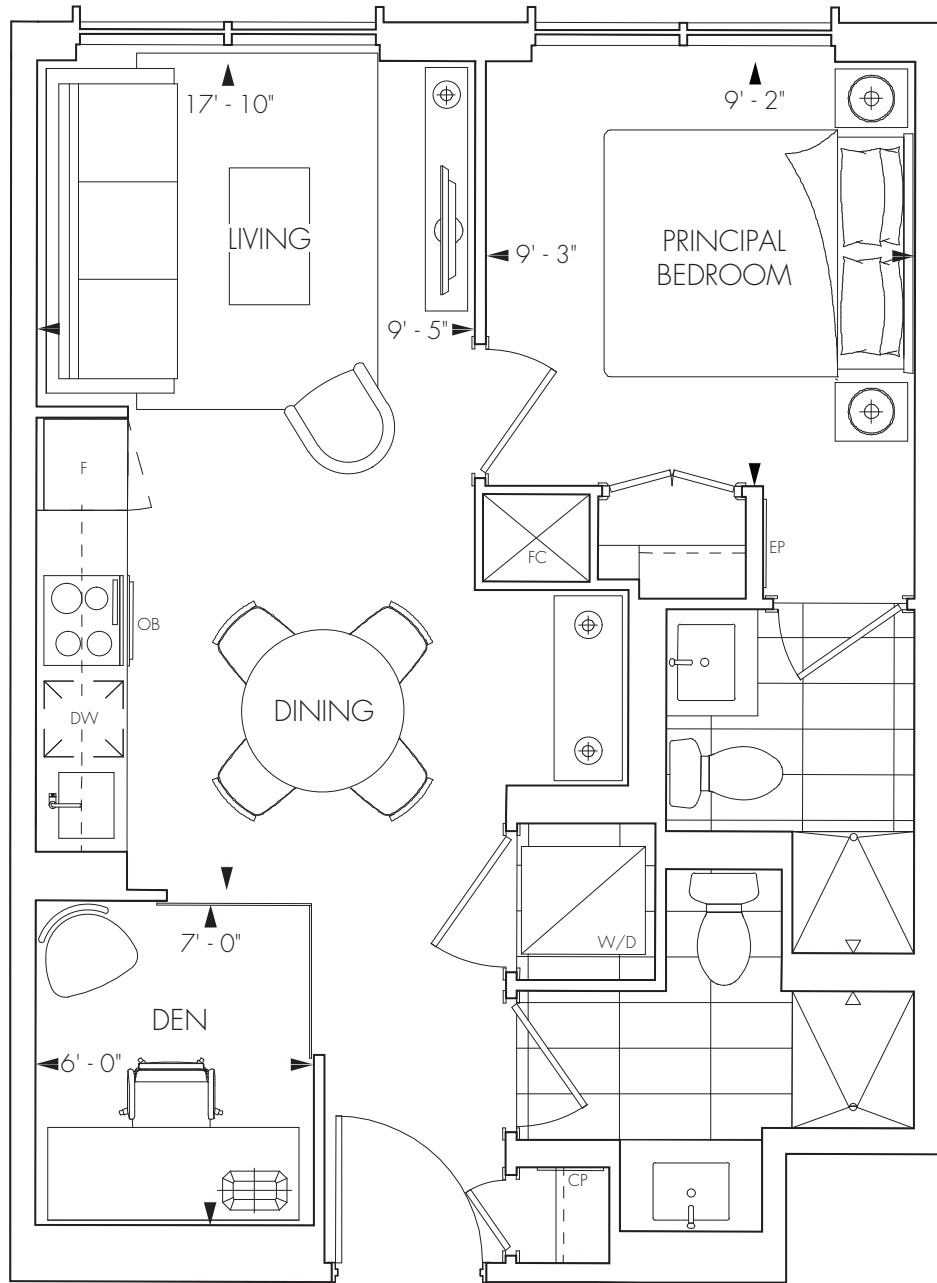 17' - 10"
9' - 2"
LIVING
9' - 3"
PRINCIPAL
BEDROOM
9' - 5"
F
FC
EP
OB
DINING
DW
W/D
7' - 0"
DEN
6' - 0"
CP